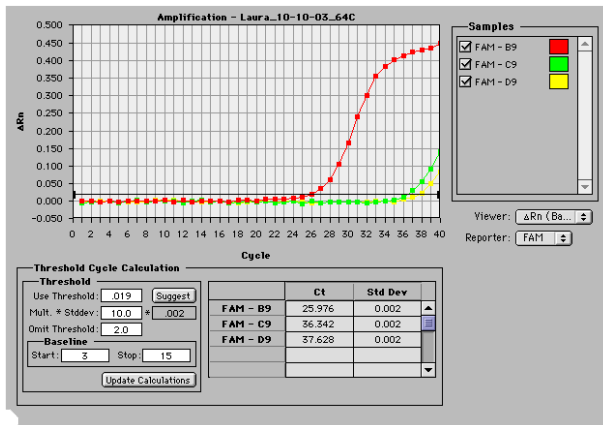 Amplification - Laura_10-10-03_64C
0.500
0.450
0.400
0.350
0.300
0.250
0.200
0.150
0.100
0.050
0.000
-0.050
ΔRn
0 2 4 6 8 10 12 14 16 18 20 22 24 26 28 30 32 34 36 38 40
Cycle
Samples
FAM - B9
FAM - C9
FAM - D9
Viewer: ΔRn (Ba...
Reporter: FAM
Threshold Cycle Calculation
Threshold
Use Threshold: .019 Suggest
Mult. * Stddev: 10.0 * .002
Omit Threshold: 2.0
Baseline
Start: 3 Stop: 15
Update Calculations
Ct Std Dev
FAM - B9 25.976 0.002
FAM - C9 36.342 0.002
FAM - D9 37.628 0.002